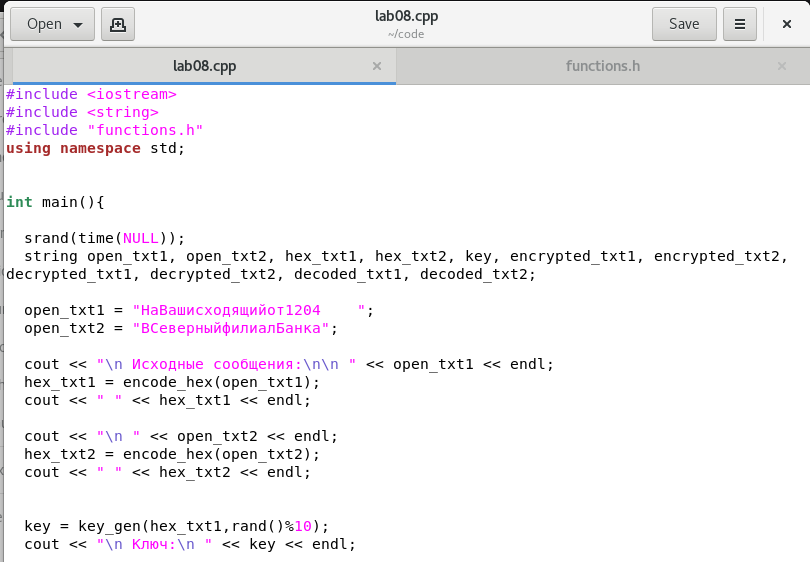 Open
lab08.cpp
~/code
Save
lab08.cpp
functions.h
#include <iostream>
#include <string>
#include "functions.h"
using namespace std;
int main(){
  srand(time(NULL));
  string open_txt1, open_txt2, hex_txt1, hex_txt2, key, encrypted_txt1, encrypted_txt2,
decrypted_txt1, decrypted_txt2, decoded_txt1, decoded_txt2;
  open_txt1 = "НаВашисходящийот1204    ";
  open_txt2 = "ВСеверныйфилиалБанка";
  cout << "\n Исходные сообщения:\n\n " << open_txt1 << endl;
  hex_txt1 = encode_hex(open_txt1);
  cout << " " << hex_txt1 << endl;
  cout << "\n " << open_txt2 << endl;
  hex_txt2 = encode_hex(open_txt2);
  cout << " " << hex_txt2 << endl;
  key = key_gen(hex_txt1,rand()%10);
  cout << "\n Ключ:\n " << key << endl;